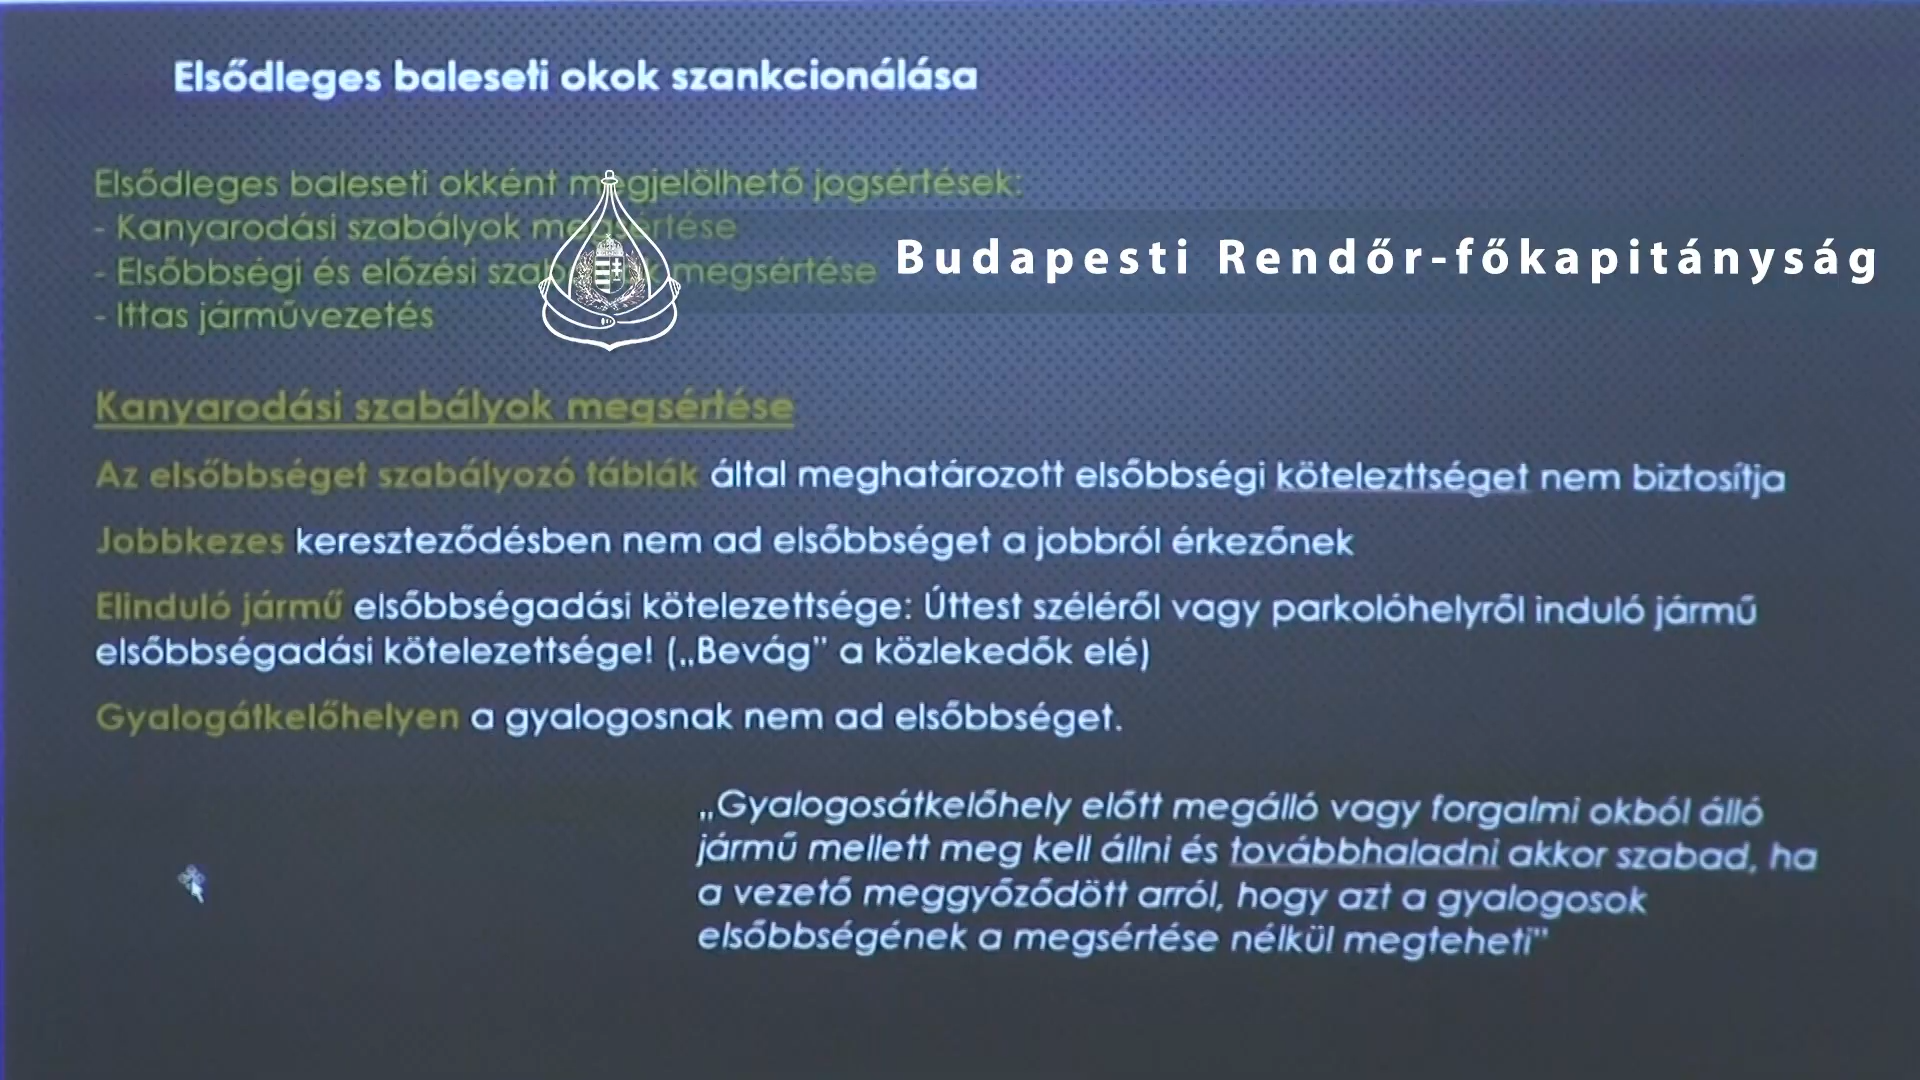 Elsődleges baleseti okok szankcionálása
Elsődleges baleseti okként megjelölhető jogsértések:
- Kanyarodási szabályok megsértése
- Elsőbbségi és előzési megsértése
- Ittas járművezetés
Budapesti Rendőr-főkapitányság
Kanyarodási szabályok megsértése
Az elsőbbséget szabályozó táblák által meghatározott elsőbbségi kötelezttséget nem biztosítja
Jobbkezes kereszteződésben nem ad elsőbbséget a jobbról érkezőnek
Elinduló jármű elsőbbségadási kötelezettsége: Úttest széléről vagy parkolóhelyről induló jármű
elsőbbségadási kötelezettsége! („Bevág” a közlekedők elé)
Gyalogátkelőhelyen a gyalogosnak nem ad elsőbbséget.
„Gyalogosátkelőhely előtt megálló vagy forgalmi okból álló
jármű mellett meg kell állni és továbbhaladni akkor szabad, ha
a vezető meggyőződött arról, hogy azt a gyalogosok
elsőbbségének a megsértése nélkül megteheti”